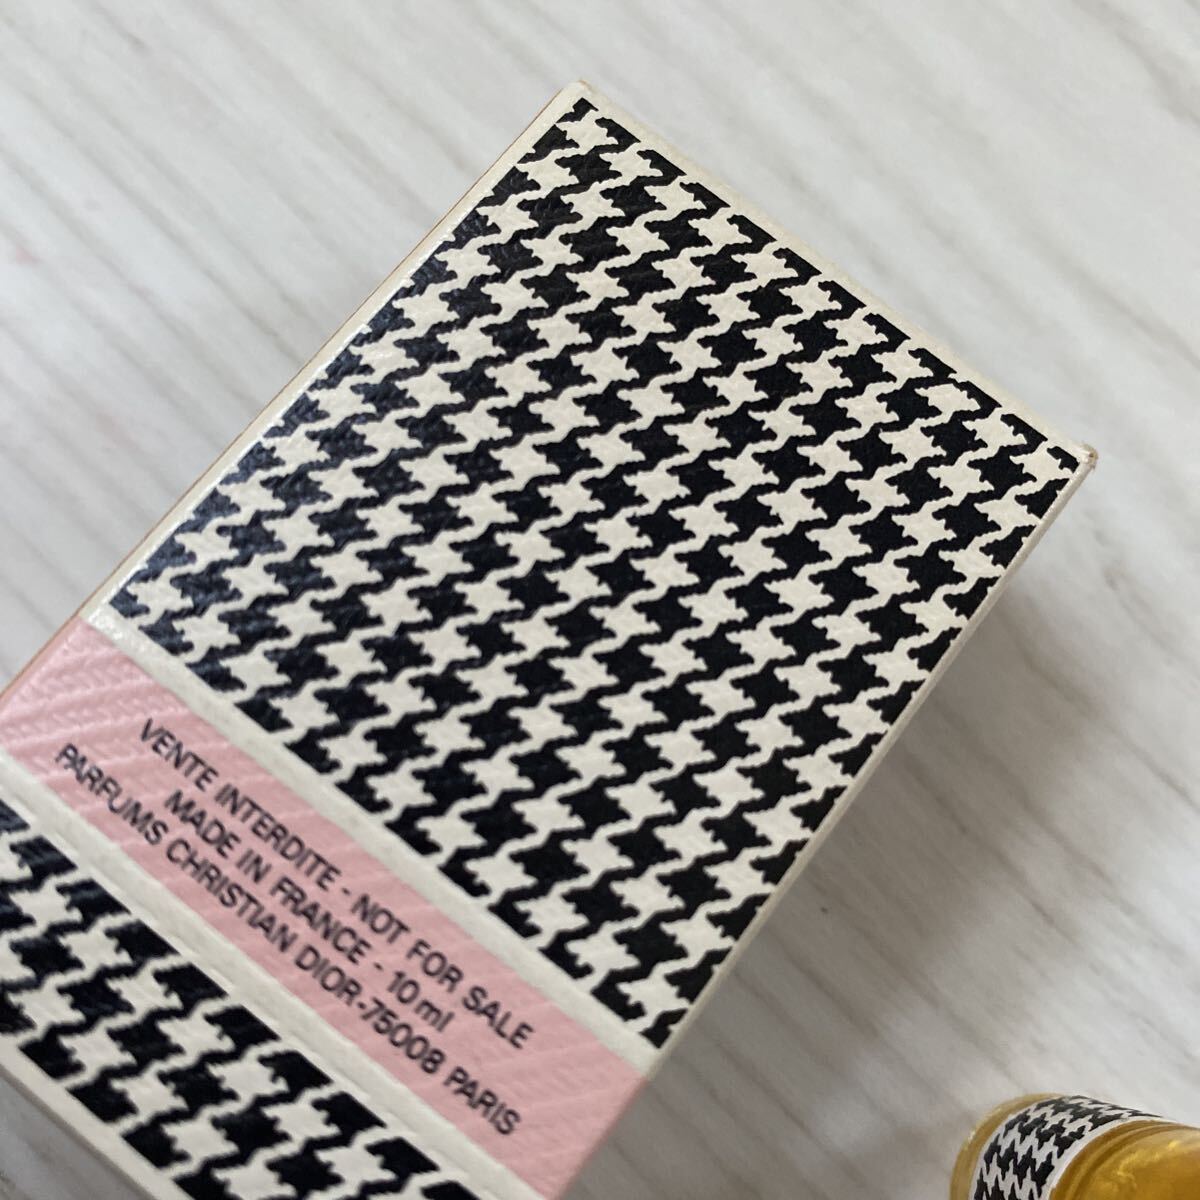 VENTE INTERDITE - NOT FOR SALE
MADE IN FRANCE - 10 ml
PARFUMS CHRISTIAN DIOR-75008 PARIS